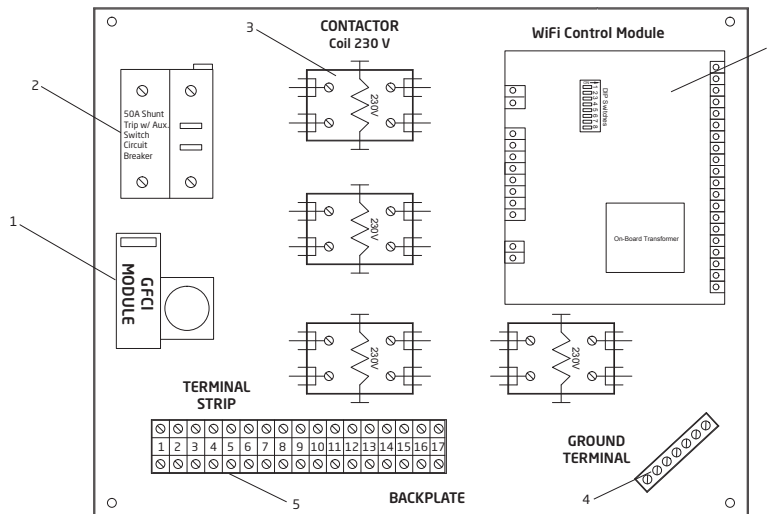 CONTACTOR
Coil 230 V
WiFi Control Module
3
2
50A Shunt
Trip w/ Aux.
Switch
Circuit
Breaker
230V
ON
1 2 3 4 5 6 7 8
DIP Switches
1
GFCI
MODULE
230V
On-Board Transformer
230V
230V
TERMINAL
STRIP
1 2 3 4 5 6 7 8 9 10 11 12 13 14 15 16 17
5
BACKPLATE
GROUND
TERMINAL
4